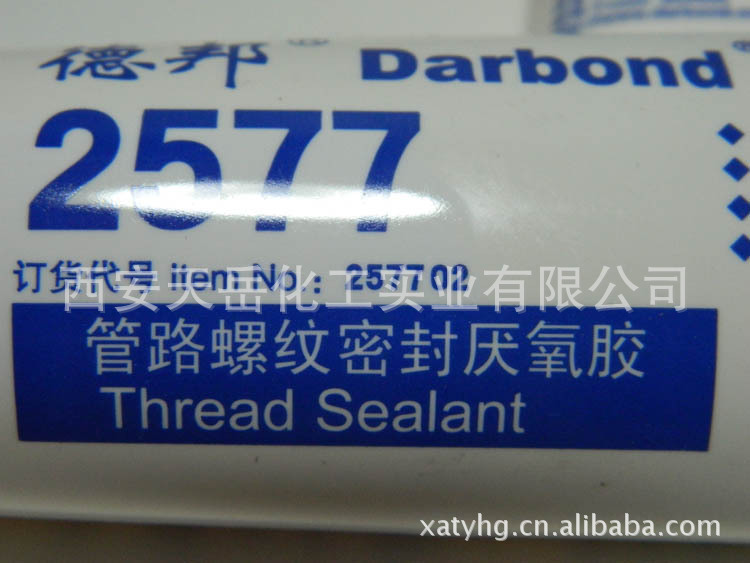 德邦® Darbond®
2577
订货代号 item No.: 257702
西安天岳化工实业有限公司
管路螺纹密封厌氧胶
Thread Sealant
xatyhg.cn.alibaba.com